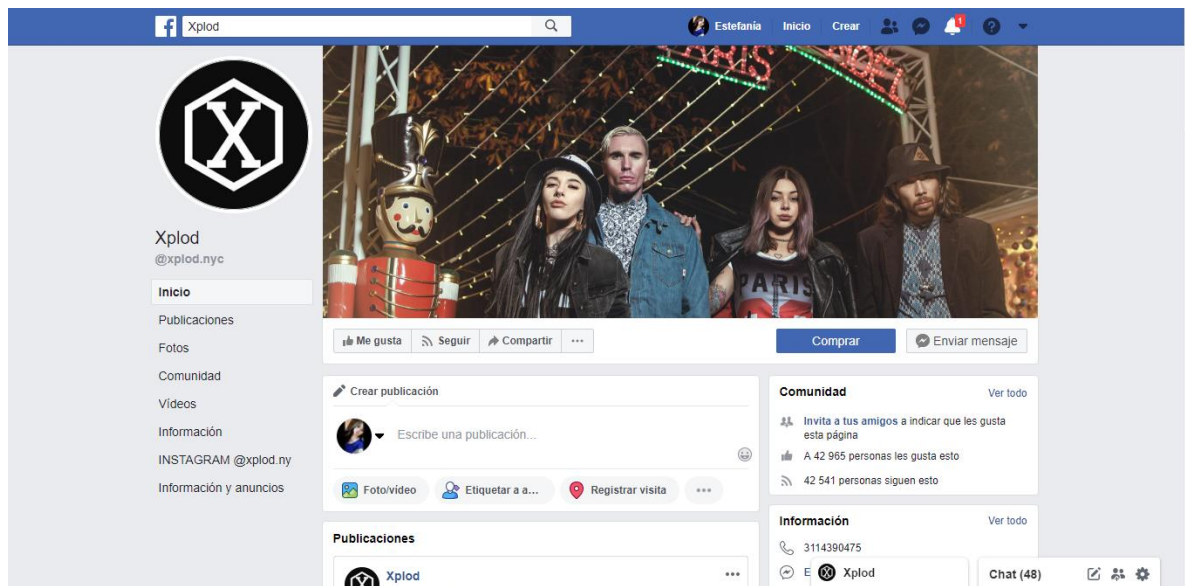 Xplod
Estefanía
Inicio
Crear
1
PARIS
X
Xplod
@xplod.nyc
Inicio
Publicaciones
Fotos
Comunidad
Vídeos
Información
INSTAGRAM @xplod.ny
Información y anuncios
PARIS
Me gusta
Seguir
Compartir
Comprar
Enviar mensaje
Crear publicación
Escribe una publicación...
Foto/vídeo
Etiquetar a a...
Registrar visita
Publicaciones
Xplod
Comunidad
Ver todo
Invita a tus amigos a indicar que les gusta
esta página
A 42 965 personas les gusta esto
42 541 personas siguen esto
Información
Ver todo
3114390475
E
Xplod
Chat (48)